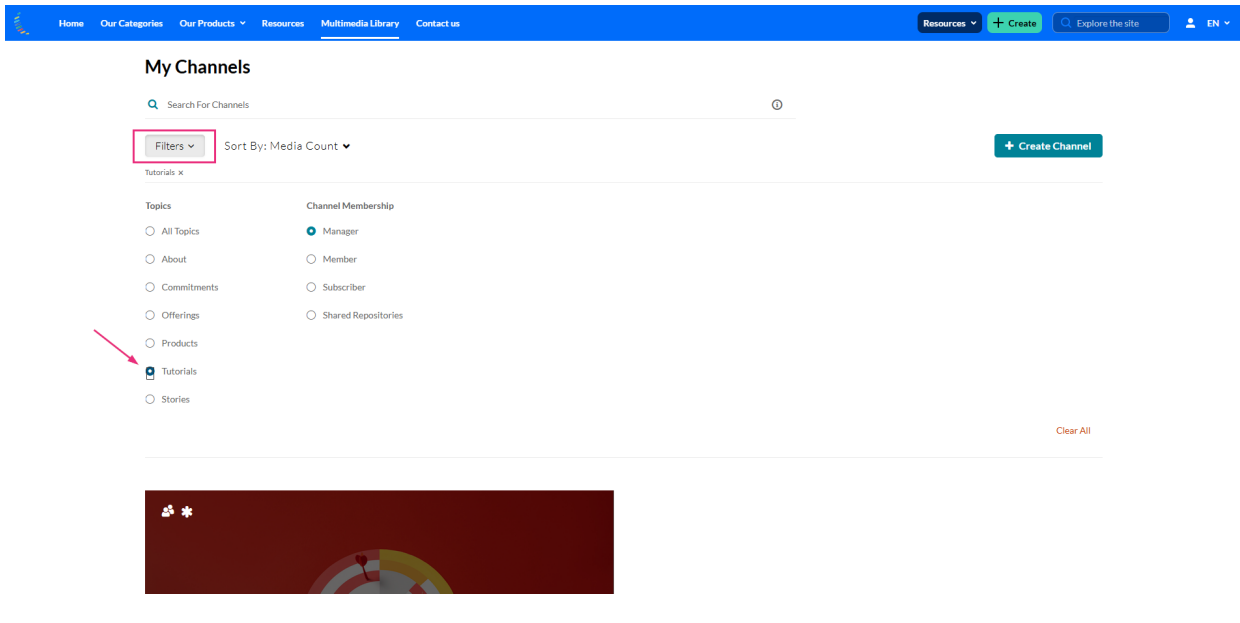 Home Our Categories Our Products Resources Multimedia Library Contact us Resources + Create Explore the site EN
My Channels
Search For Channels
Filters Sort By: Media Count + Create Channel
Tutorials ×
Topics Channel Membership
All Topics Manager
About Member
Commitments Subscriber
Offerings Shared Repositories
Products
Tutorials
Stories
Clear All